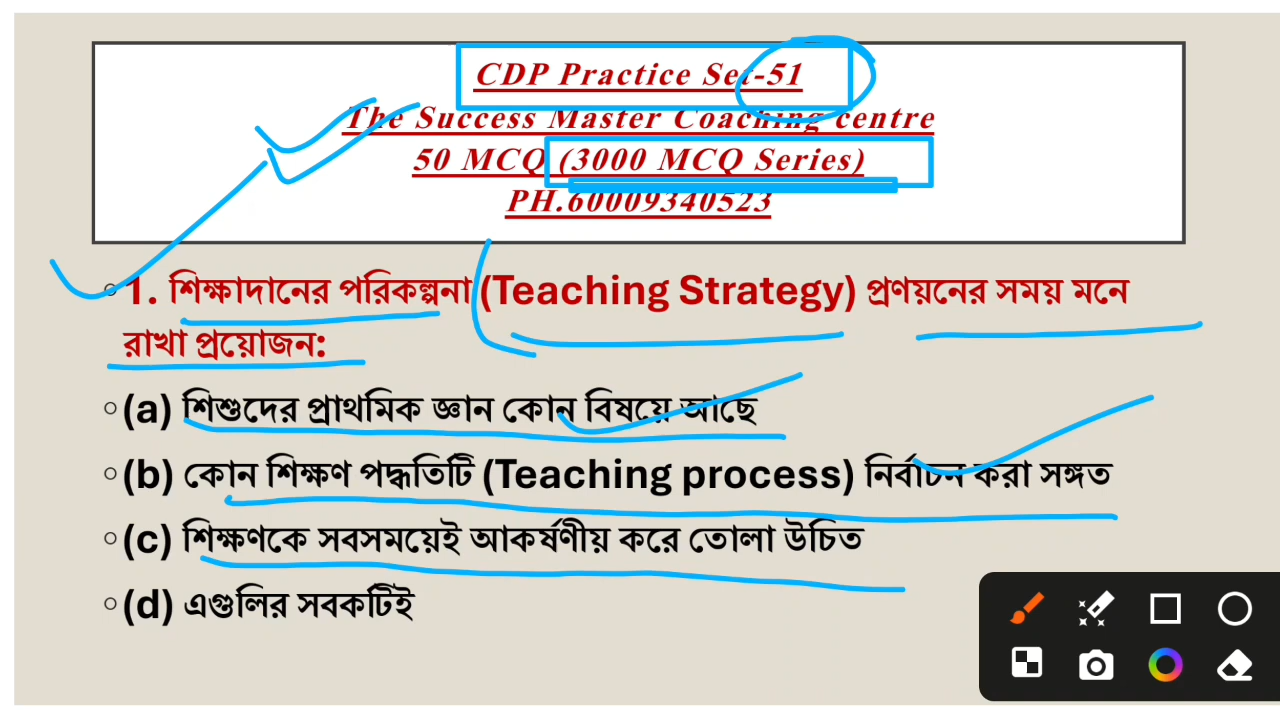 CDP Practice Set-51
The Success Master Coaching centre
50 MCQ (3000 MCQ Series)
PH.60009340523
1. শিক্ষাদানের পরিকল্পনা (Teaching Strategy) প্রণয়নের সময় মনে
রাখা প্রয়োজন:
(a) শিশুদের প্রাথমিক জ্ঞান কোন বিষয়ে আছে
(b) কোন শিক্ষণ পদ্ধতিটি (Teaching process) নির্বাচন করা সঙ্গত
(c) শিক্ষণকে সবসময়েই আকর্ষণীয় করে তোলা উচিত
(d) এগুলির সবকটিই